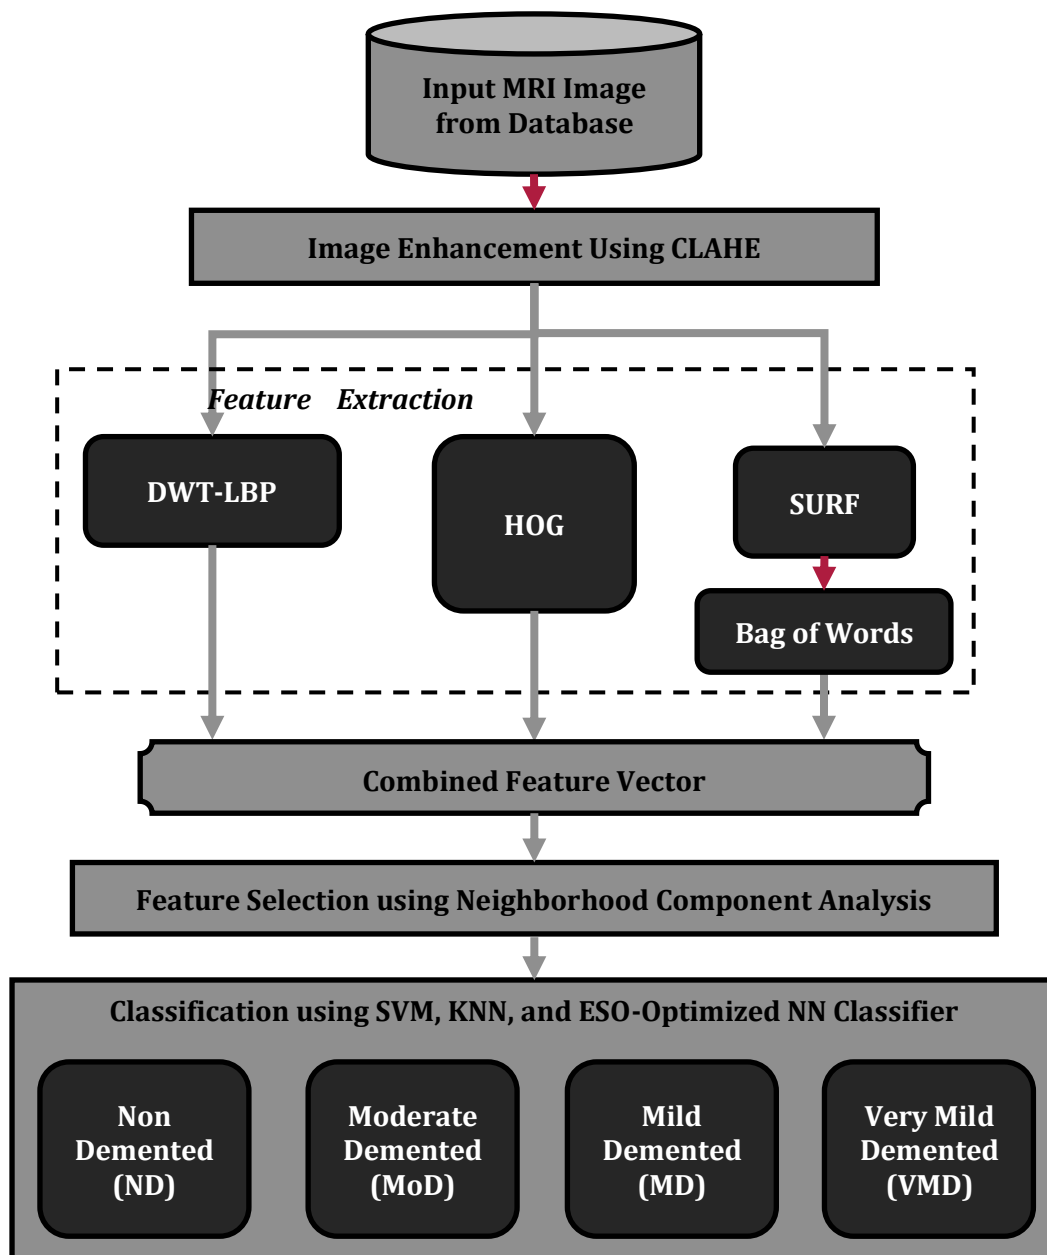 Input MRI Image
from Database
Image Enhancement Using CLAHE
Feature Extraction
DWT-LBP
HOG
SURF
Bag of Words
Combined Feature Vector
Feature Selection using Neighborhood Component Analysis
Classification using SVM, KNN, and ESO-Optimized NN Classifier
Non
Demented
(ND)
Moderate
Demented
(MoD)
Mild
Demented
(MD)
Very Mild
Demented
(VMD)